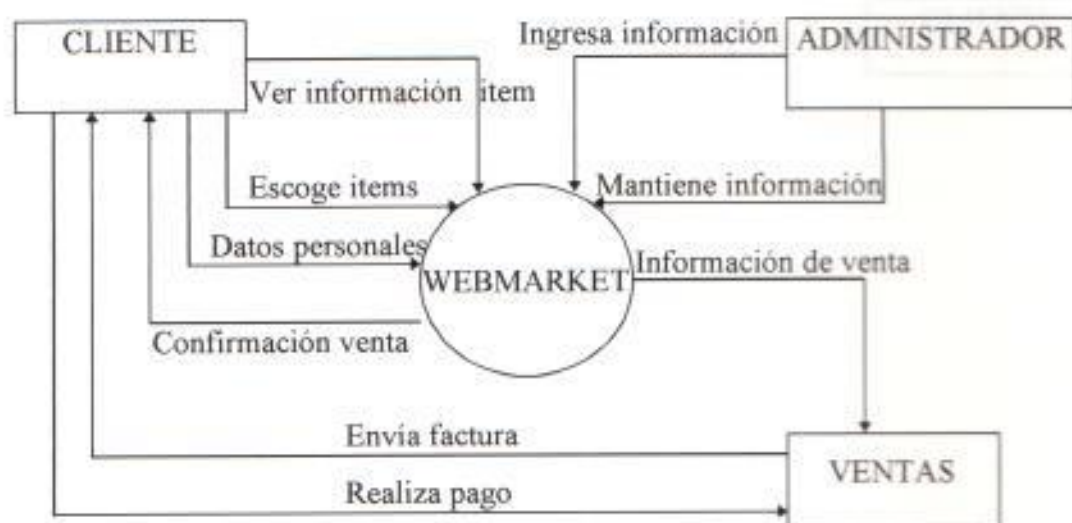 CLIENTE
Ingresa información
ADMINISTRADOR
Ver información item
Escoge items
Mantiene información
Datos personales
WEBMARKET
Información de venta
Confirmación venta
Envía factura
VENTAS
Realiza pago